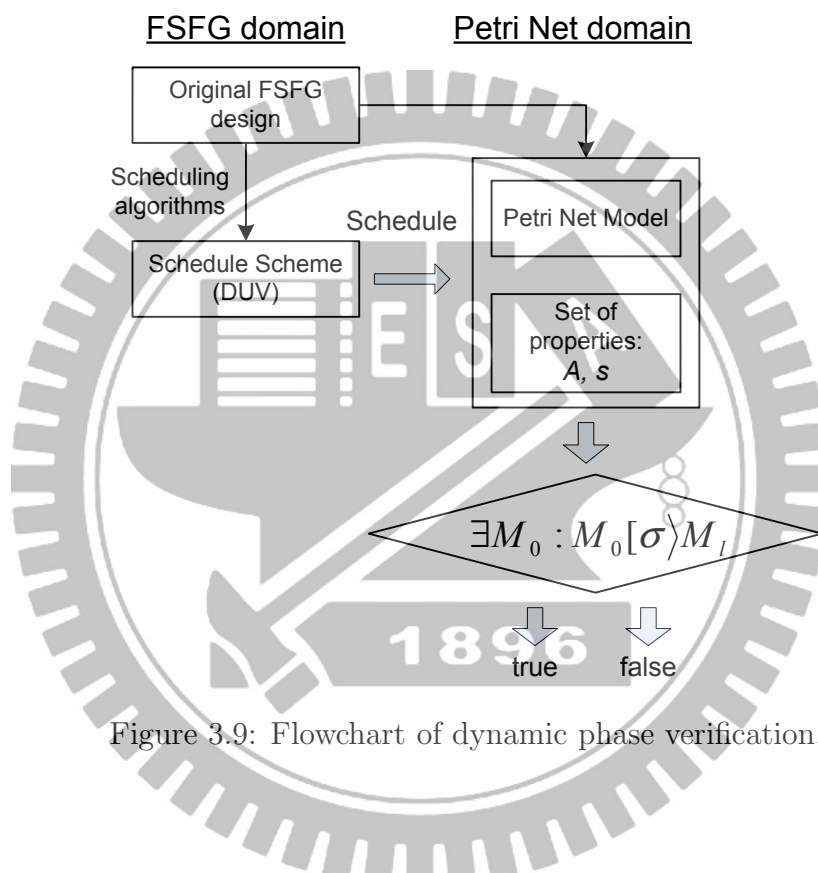 FSFG domain
Petri Net domain
Original FSFG
design
Scheduling
algorithms
Schedule
Petri Net Model
Schedule Scheme
(DUV)
Set of
properties:
A, s
E S A
∃M₀ : M₀[σ⟩M_l
1896
true
false
Figure 3.9: Flowchart of dynamic phase verification.